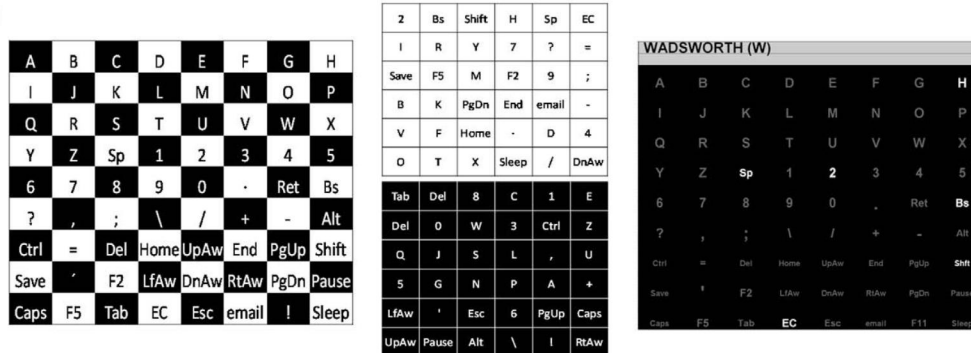 A B C D E F G H
I J K L M N O P
Q R S T U V W X
Y Z Sp 1 2 3 4 5
6 7 8 9 0 . Ret Bs
? , ; \ / + - Alt
Ctrl = Del Home UpAw End PgUp Shift
Save ´ F2 LfAw DnAw RtAw PgDn Pause
Caps F5 Tab EC Esc email ! Sleep
2 Bs Shift H Sp EC
I R Y 7 ? =
Save F5 M F2 9 ;
B K PgDn End email -
V F Home . D 4
O T X Sleep / DnAw
Tab Del 8 C 1 E
Del 0 W 3 Ctrl Z
Q J S L , U
5 G N P A +
LfAw ' Esc 6 PgUp Caps
UpAw Pause Alt \ ! RtAw
WADSWORTH (W)
A B C D E F G H
I J K L M N O P
Q R S T U V W X
Y Z Sp 1 2 3 4 5
6 7 8 9 0 . Ret Bs
? , ; \ / + - Alt
Ctrl = Del Home UpAw End PgUp Shft
Save ' F2 LfAw DnAw RtAw PgDn Pause
Caps F5 Tab EC Esc email F11 Sleep